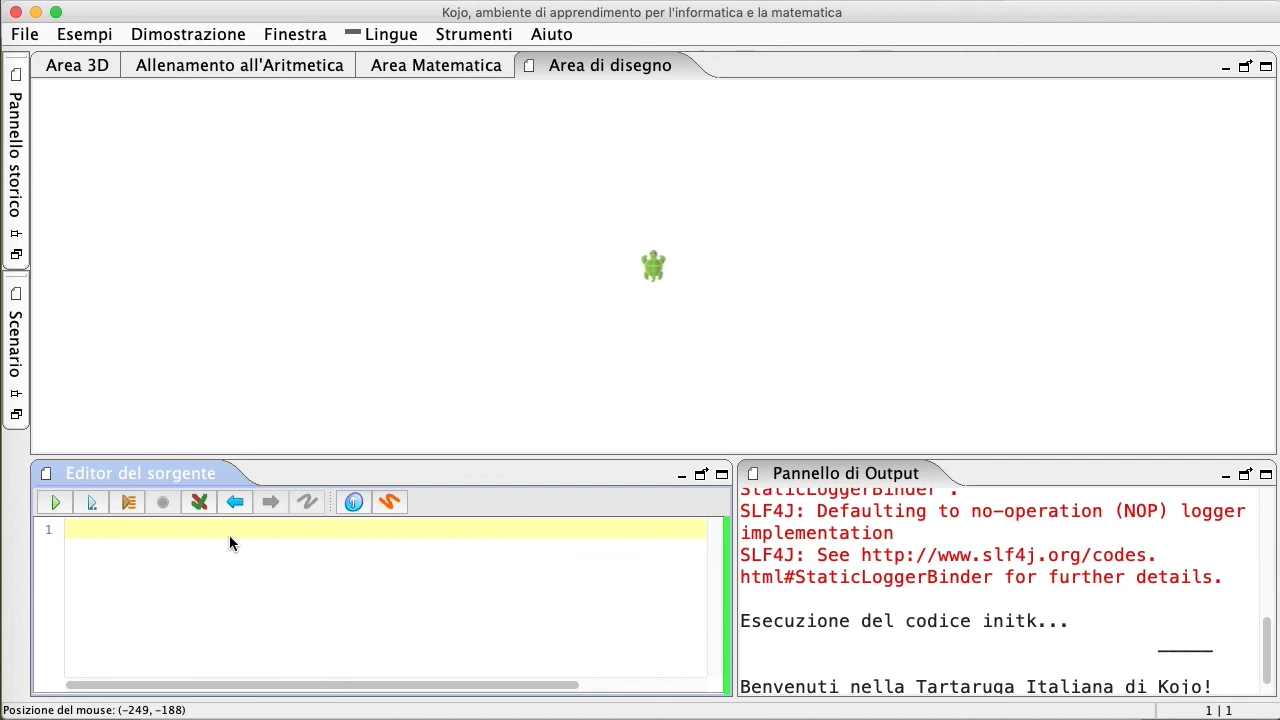 Kojo, ambiente di apprendimento per l'informatica e la matematica
File Esempi Dimostrazione Finestra Lingue Strumenti Aiuto
Area 3D Allenamento all'Aritmetica Area Matematica Area di disegno
Pannello storico
Scenario
Editor del sorgente
1
Pannello di Output
StaticLoggerBinder".
SLF4J: Defaulting to no-operation (NOP) logger
implementation
SLF4J: See http://www.slf4j.org/codes.
html#StaticLoggerBinder for further details.
Esecuzione del codice initk...
_____
Benvenuti nella Tartaruga Italiana di Kojo!
Posizione del mouse: (-249, -188)
1 | 1